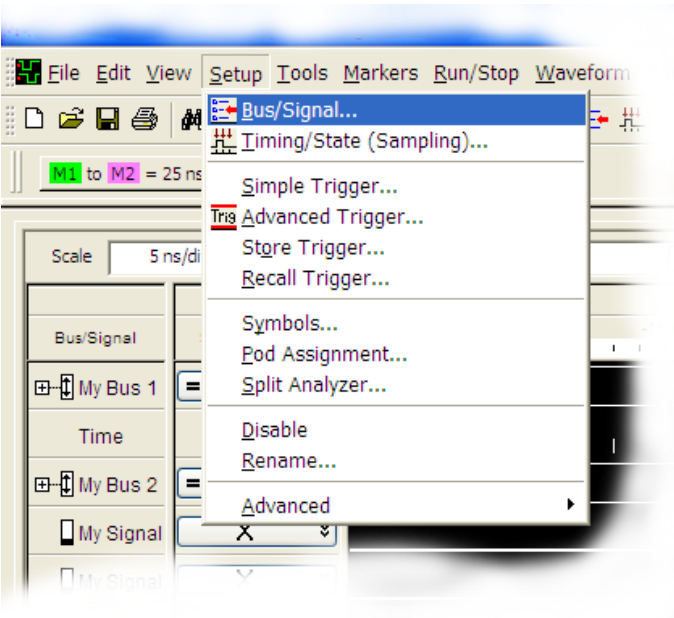 File Edit View Setup Tools Markers Run/Stop Waveform
Bus/Signal...
Timing/State (Sampling)...
M1 to M2 = 25 ns
Simple Trigger...
Trig Advanced Trigger...
Store Trigger...
Recall Trigger...
Scale 5 ns/di
Symbols...
Bus/Signal
Pod Assignment...
Split Analyzer...
My Bus 1 =
Disable
Time
Rename...
My Bus 2 =
Advanced
My Signal X
My Signal X